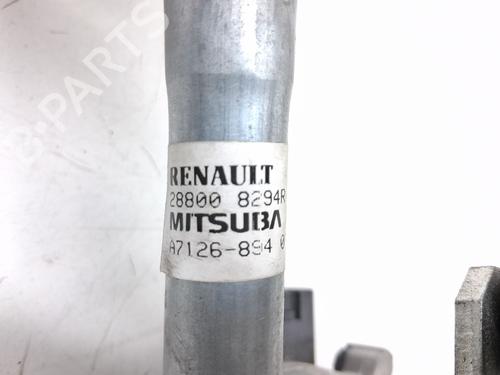 B-PARTS
RENAULT
28800 8294R
MITSUBA
A7126-894 0